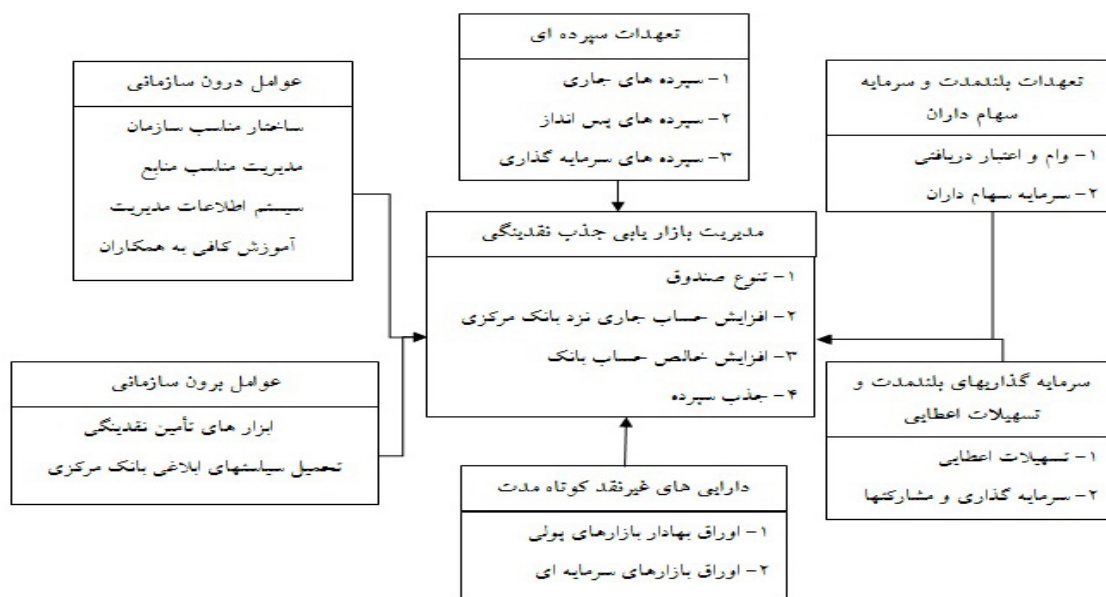 تعهدات سپرده ای
۱- سپرده های جاری
۲- سپرده های پس انداز
۳- سپرده های سرمایه گذاری
عوامل درون سازمانی
ساختار مناسب سازمان
مدیریت مناسب منابع
سیستم اطلاعات مدیریت
آموزش کافی به همکاران
تعهدات بلندمدت و سرمایه
سهام داران
۱- وام و اعتبار دریافتی
۲- سرمایه سهام داران
مدیریت بازار یابی جذب نقدینگی
۱- تنوع صندوق
۲- افزایش حساب جاری نزد بانک مرکزی
۳- افزایش خالص حساب بانک
۴- جذب سپرده
عوامل برون سازمانی
ابزار های تأمین نقدینگی
تحمیل سیاستهای ابلاغی بانک مرکزی
سرمایه گذاریهای بلندمدت و
تسهیلات اعطایی
۱- تسهیلات اعطایی
۲- سرمایه گذاری و مشارکتها
دارایی های غیرنقد کوتاه مدت
۱- اوراق بهادار بازارهای پولی
۲- اوراق بازارهای سرمایه ای